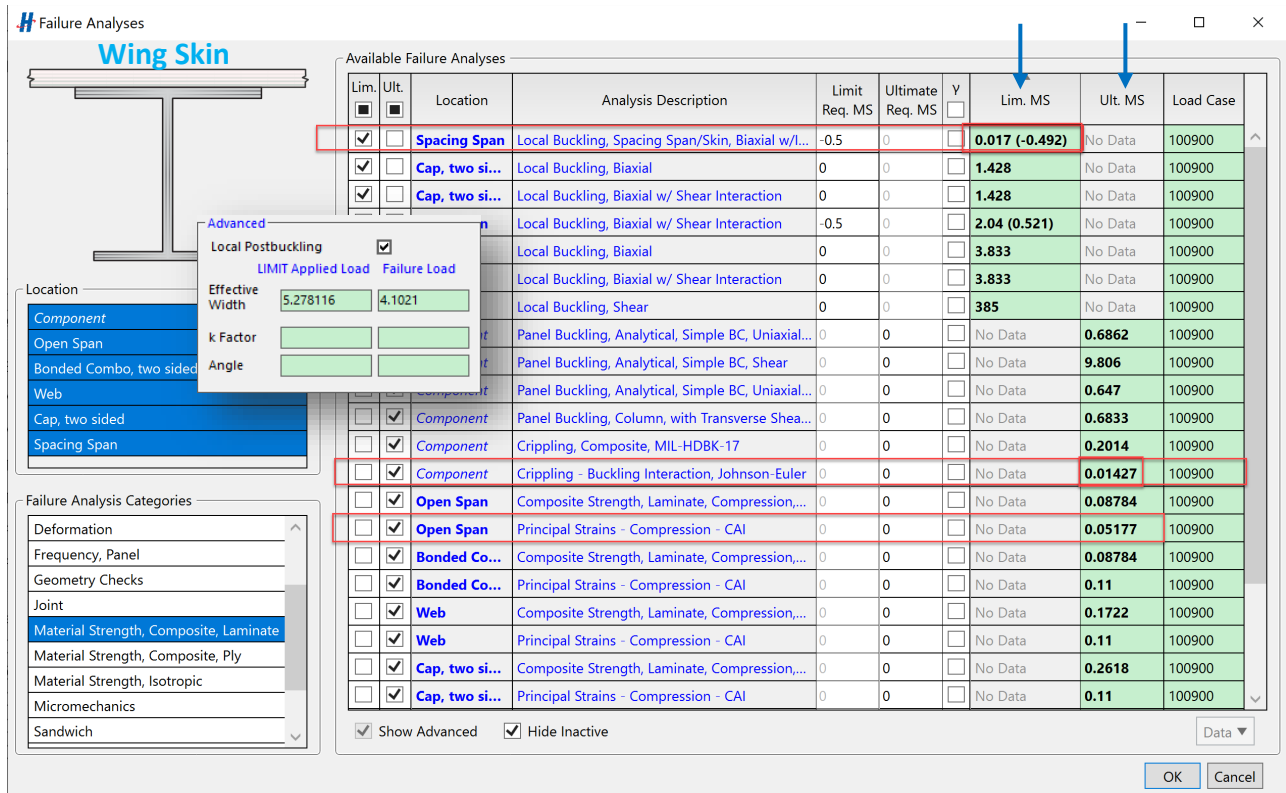 Failure Analyses
Wing Skin
Available Failure Analyses
Lim. Ult. Location Analysis Description Limit Req. MS Ultimate Req. MS γ Lim. MS Ult. MS Load Case
Spacing Span Local Buckling, Spacing Span/Skin, Biaxial w/I... -0.5 0 0.017 (-0.492) No Data 100900
Cap, two si... Local Buckling, Biaxial 0 0 1.428 No Data 100900
Cap, two si... Local Buckling, Biaxial w/ Shear Interaction 0 0 1.428 No Data 100900
n Local Buckling, Biaxial w/ Shear Interaction -0.5 0 2.04 (0.521) No Data 100900
Local Buckling, Biaxial 0 0 3.833 No Data 100900
Local Buckling, Biaxial w/ Shear Interaction 0 0 3.833 No Data 100900
Local Buckling, Shear 0 0 385 No Data 100900
nt Panel Buckling, Analytical, Simple BC, Uniaxial... 0 0 No Data 0.6862 100900
nt Panel Buckling, Analytical, Simple BC, Shear 0 0 No Data 9.806 100900
Component Panel Buckling, Analytical, Simple BC, Uniaxial... 0 0 No Data 0.647 100900
Component Panel Buckling, Column, with Transverse Shea... 0 0 No Data 0.6833 100900
Component Crippling, Composite, MIL-HDBK-17 0 0 No Data 0.2014 100900
Component Crippling - Buckling Interaction, Johnson-Euler 0 0 No Data 0.01427 100900
Open Span Composite Strength, Laminate, Compression,... 0 0 No Data 0.08784 100900
Open Span Principal Strains - Compression - CAI 0 0 No Data 0.05177 100900
Bonded Co... Composite Strength, Laminate, Compression,... 0 0 No Data 0.08784 100900
Bonded Co... Principal Strains - Compression - CAI 0 0 No Data 0.11 100900
Web Composite Strength, Laminate, Compression,... 0 0 No Data 0.1722 100900
Web Principal Strains - Compression - CAI 0 0 No Data 0.11 100900
Cap, two si... Composite Strength, Laminate, Compression,... 0 0 No Data 0.2618 100900
Cap, two si... Principal Strains - Compression - CAI 0 0 No Data 0.11 100900
Advanced
Local Postbuckling
LIMIT Applied Load Failure Load
Effective Width 5.278116 4.1021
k Factor
Angle
Location
Component
Open Span
Bonded Combo, two sided
Web
Cap, two sided
Spacing Span
Failure Analysis Categories
Deformation
Frequency, Panel
Geometry Checks
Joint
Material Strength, Composite, Laminate
Material Strength, Composite, Ply
Material Strength, Isotropic
Micromechanics
Sandwich
Show Advanced Hide Inactive Data
OK Cancel